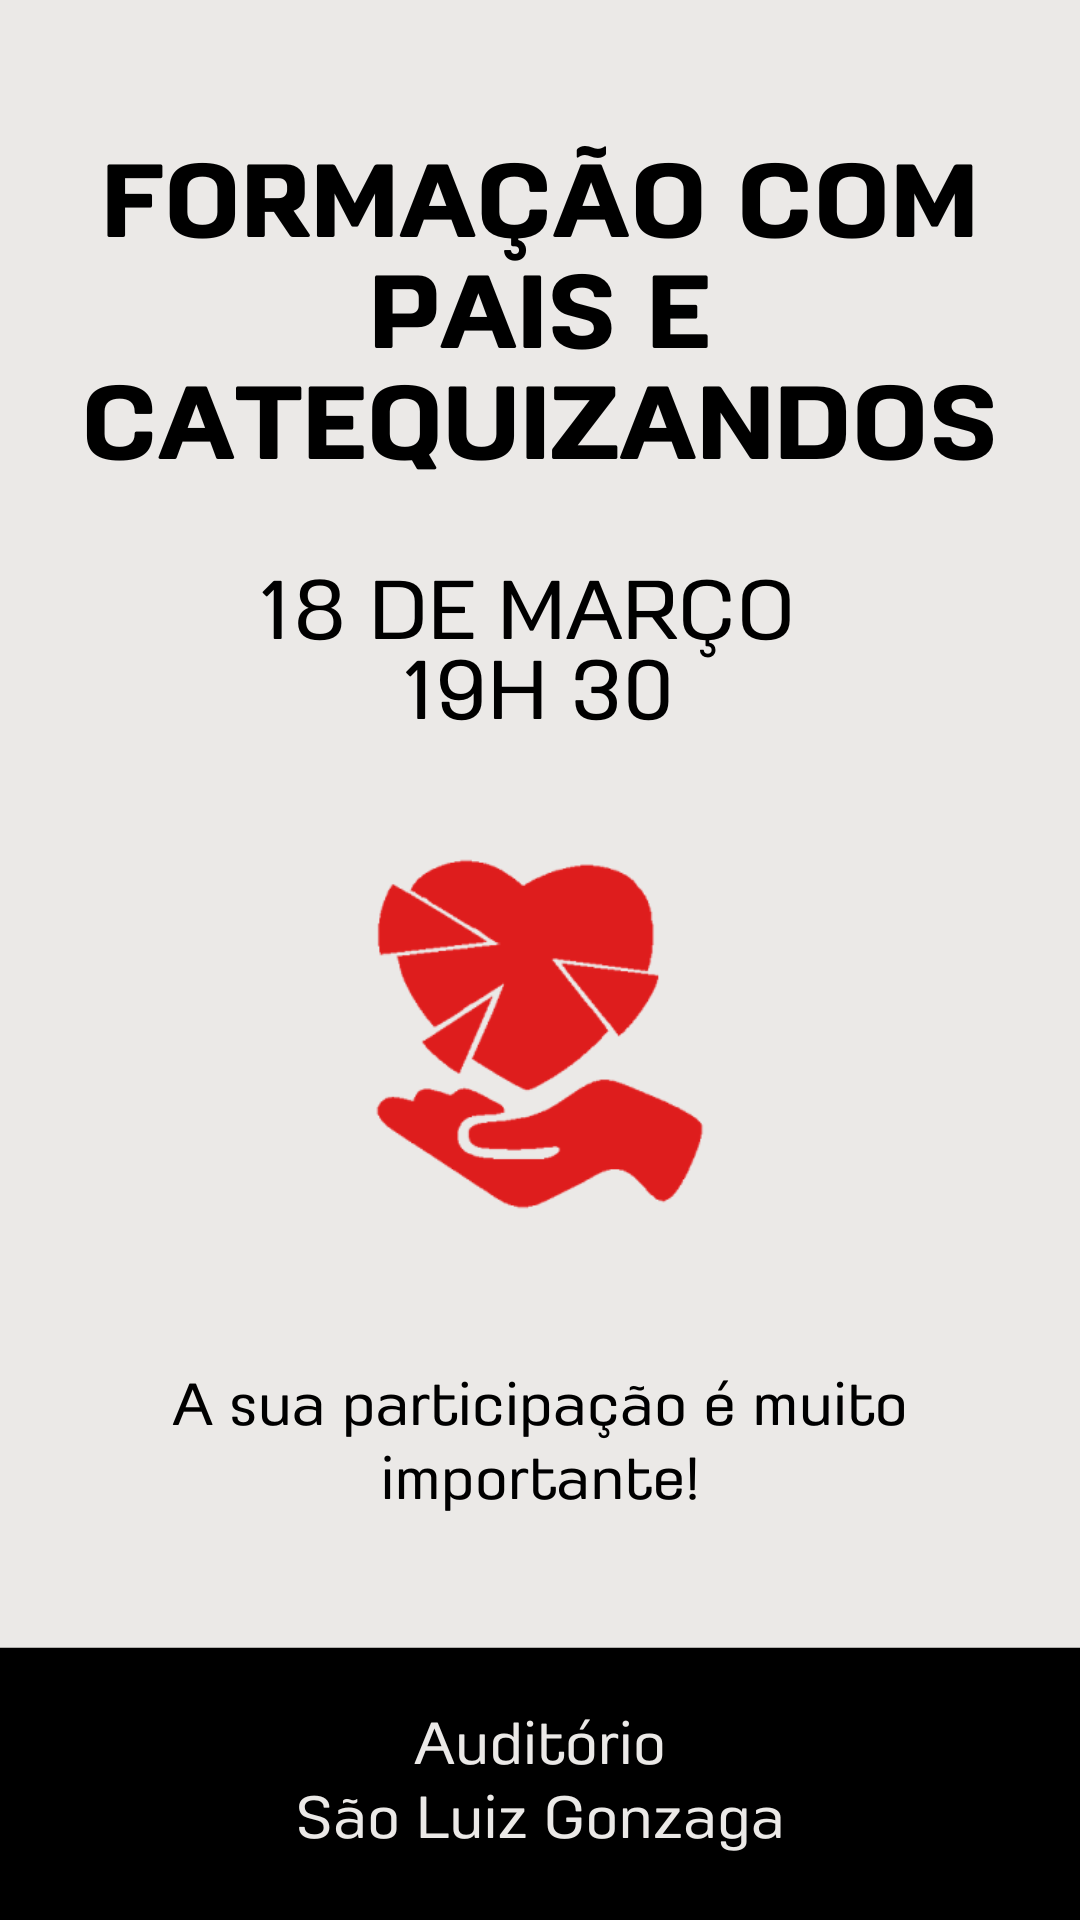 FORMAÇÃO COM
PAIS E
CATEQUIZANDOS
18 DE MARÇO
19H 30
A sua participação é muito
importante!
Auditório
São Luiz Gonzaga